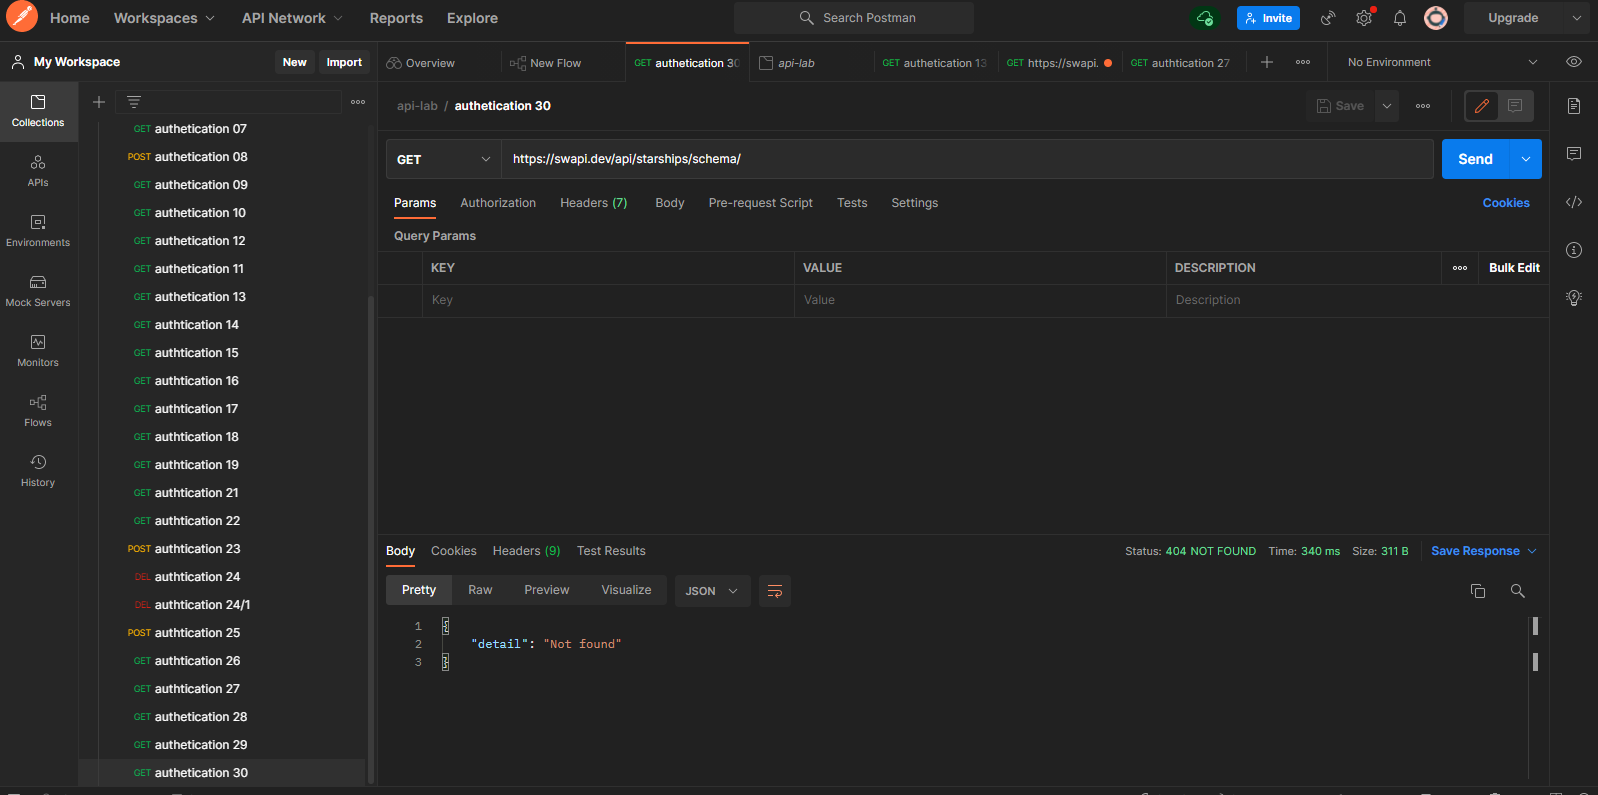 Home Workspaces API Network Reports Explore Search Postman Invite Upgrade
My Workspace New Import Overview New Flow GET authetication 30 api-lab GET authetication 13 GET https://swapi. GET authtication 27 No Environment
Collections
APIs
Environments
Mock Servers
Monitors
Flows
History
GET authetication 07
POST authetication 08
GET authetication 09
GET authetication 10
GET authetication 12
GET authetication 11
GET authetication 13
GET authtication 14
GET authtication 15
GET authtication 16
GET authtication 17
GET authtication 18
GET authtication 19
GET authtication 21
GET authtication 22
POST authtication 23
DEL authtication 24
DEL authtication 24/1
POST authtication 25
GET authtication 26
GET authtication 27
GET authetication 28
GET authetication 29
GET authetication 30
api-lab / authetication 30 Save
GET https://swapi.dev/api/starships/schema/ Send
Params Authorization Headers (7) Body Pre-request Script Tests Settings Cookies
Query Params
KEY VALUE DESCRIPTION Bulk Edit
Key Value Description
Body Cookies Headers (9) Test Results Status: 404 NOT FOUND Time: 340 ms Size: 311 B Save Response
Pretty Raw Preview Visualize JSON
1 {
2 "detail": "Not found"
3 }